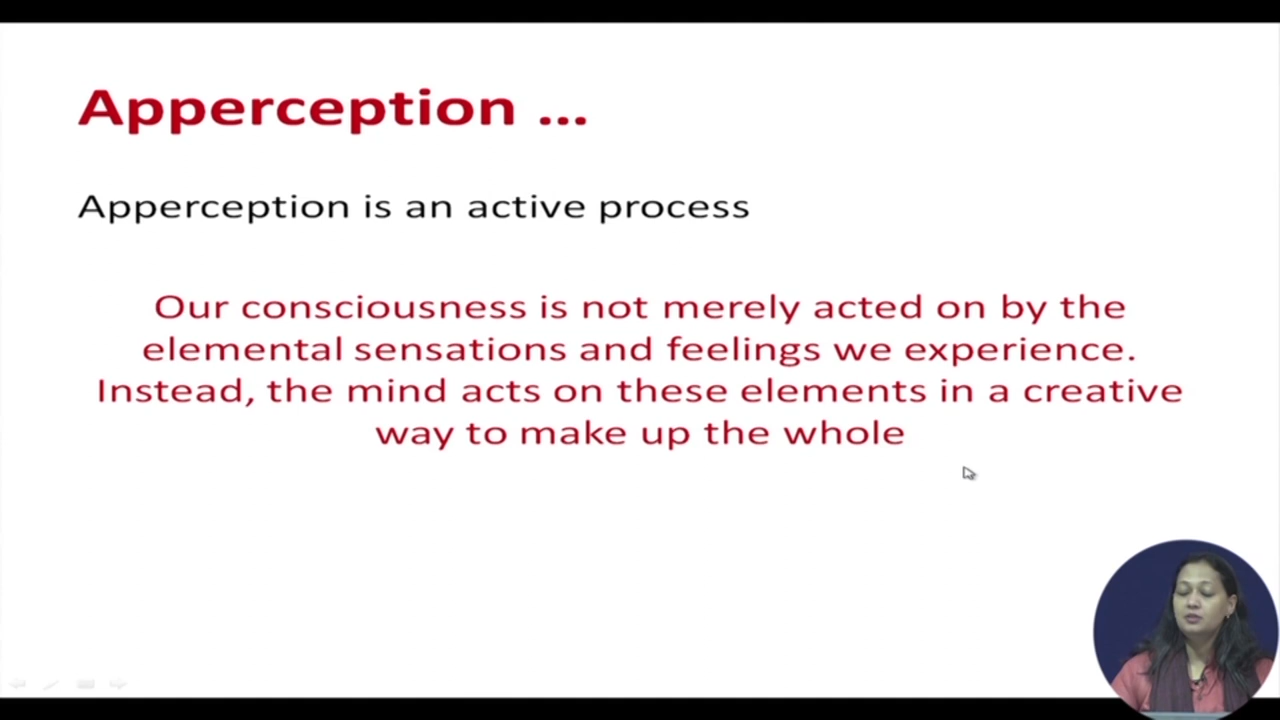 Apperception ...
Apperception is an active process
Our consciousness is not merely acted on by the
elemental sensations and feelings we experience.
Instead, the mind acts on these elements in a creative
way to make up the whole